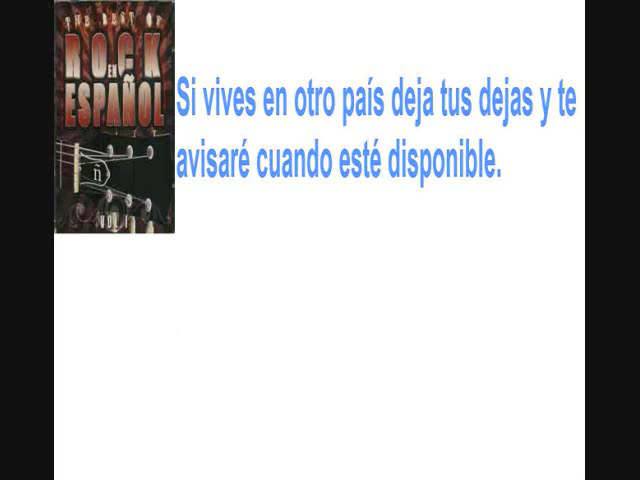 THE BEST OF
ROCK
EN
ESPAÑOL
ñ
VOL I
Si vives en otro país deja tus dejas y te
avisaré cuando esté disponible.